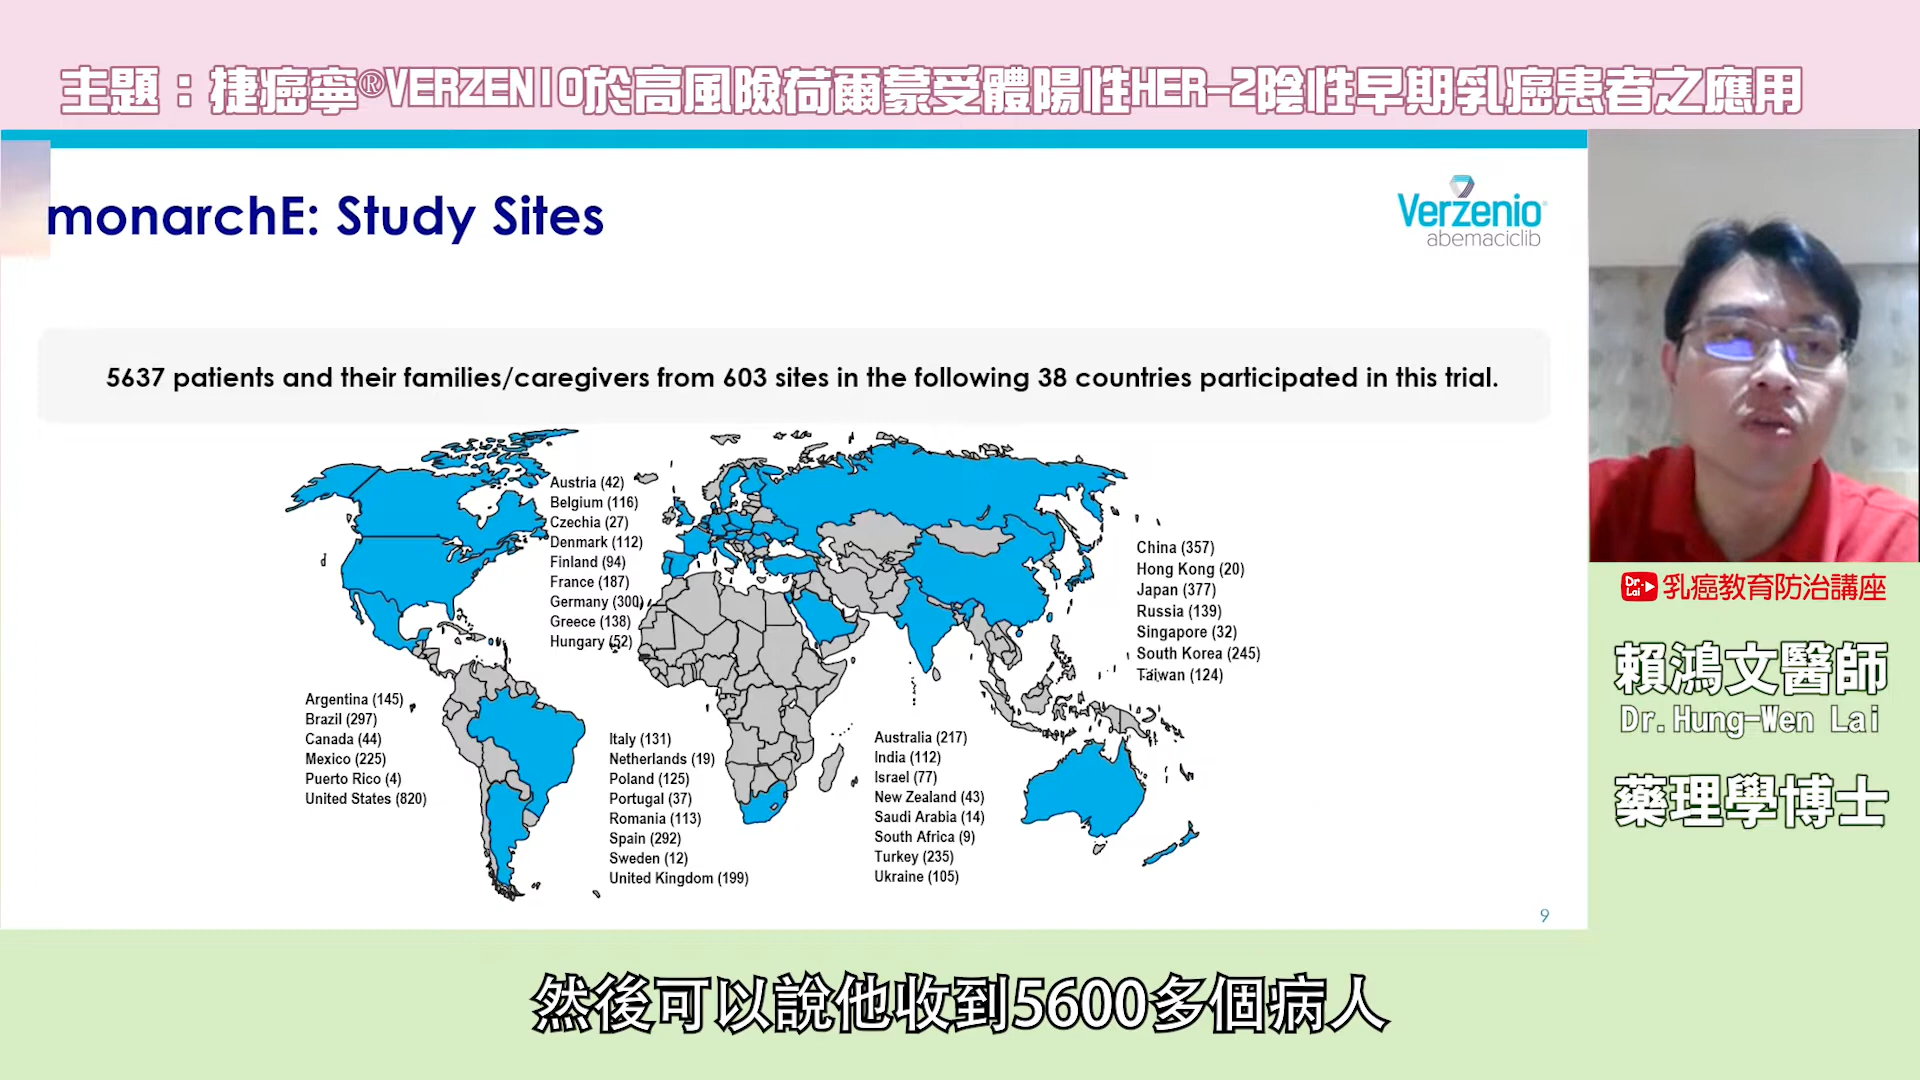 主題：捷癌寧®VERZENIO於高風險荷爾蒙受體陽性HER-2陰性早期乳癌患者之應用
monarchE: Study Sites
Verzenio
abemaciclib
5637 patients and their families/caregivers from 603 sites in the following 38 countries participated in this trial.
Austria (42)
Belgium (116)
Czechia (27)
Denmark (112)
Finland (94)
France (187)
Germany (300)
Greece (138)
Hungary (52)
China (357)
Hong Kong (20)
Japan (377)
Russia (139)
Singapore (32)
South Korea (245)
Taiwan (124)
Argentina (145)
Brazil (297)
Canada (44)
Mexico (225)
Puerto Rico (4)
United States (820)
Italy (131)
Netherlands (19)
Poland (125)
Portugal (37)
Romania (113)
Spain (292)
Sweden (12)
United Kingdom (199)
Australia (217)
India (112)
Israel (77)
New Zealand (43)
Saudi Arabia (14)
South Africa (9)
Turkey (235)
Ukraine (105)
9
Dr. Lai 乳癌教育防治講座
賴鴻文醫師
Dr.Hung-Wen Lai
藥理學博士
然後可以說他收到5600多個病人